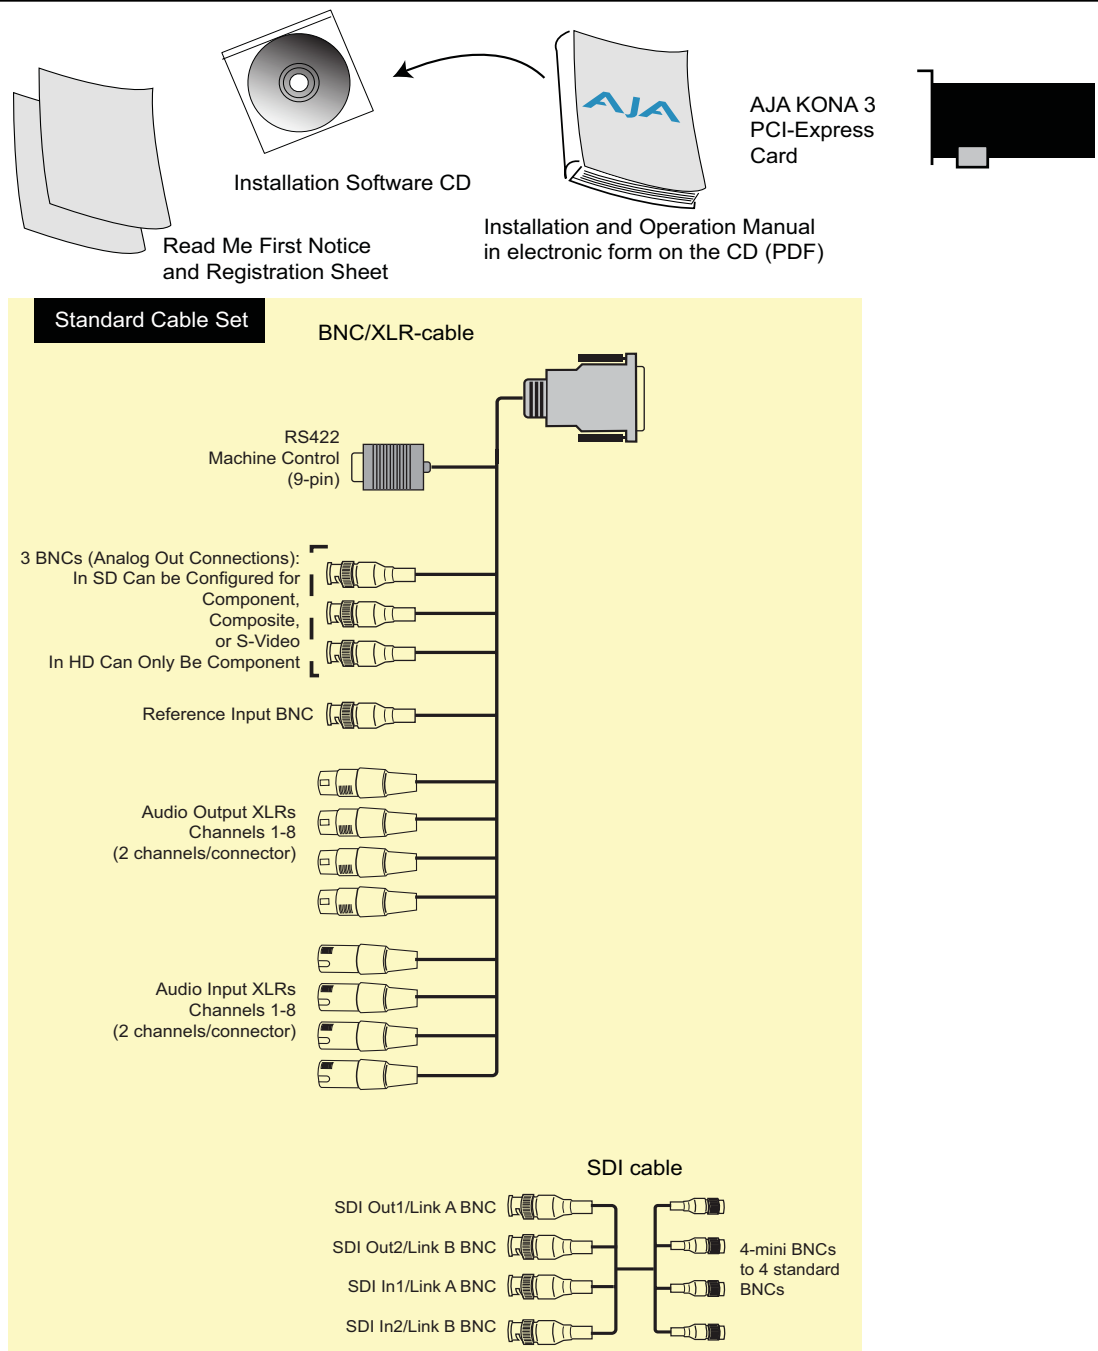 AJA
AJA KONA 3
PCI-Express
Card
Installation Software CD
Installation and Operation Manual
in electronic form on the CD (PDF)
Read Me First Notice
and Registration Sheet
Standard Cable Set
BNC/XLR-cable
RS422
Machine Control
(9-pin)
3 BNCs (Analog Out Connections):
In SD Can be Configured for
Component,
Composite,
or S-Video
In HD Can Only Be Component
Reference Input BNC
Audio Output XLRs
Channels 1-8
(2 channels/connector)
Audio Input XLRs
Channels 1-8
(2 channels/connector)
SDI cable
SDI Out1/Link A BNC
SDI Out2/Link B BNC
SDI In1/Link A BNC
SDI In2/Link B BNC
4-mini BNCs
to 4 standard
BNCs